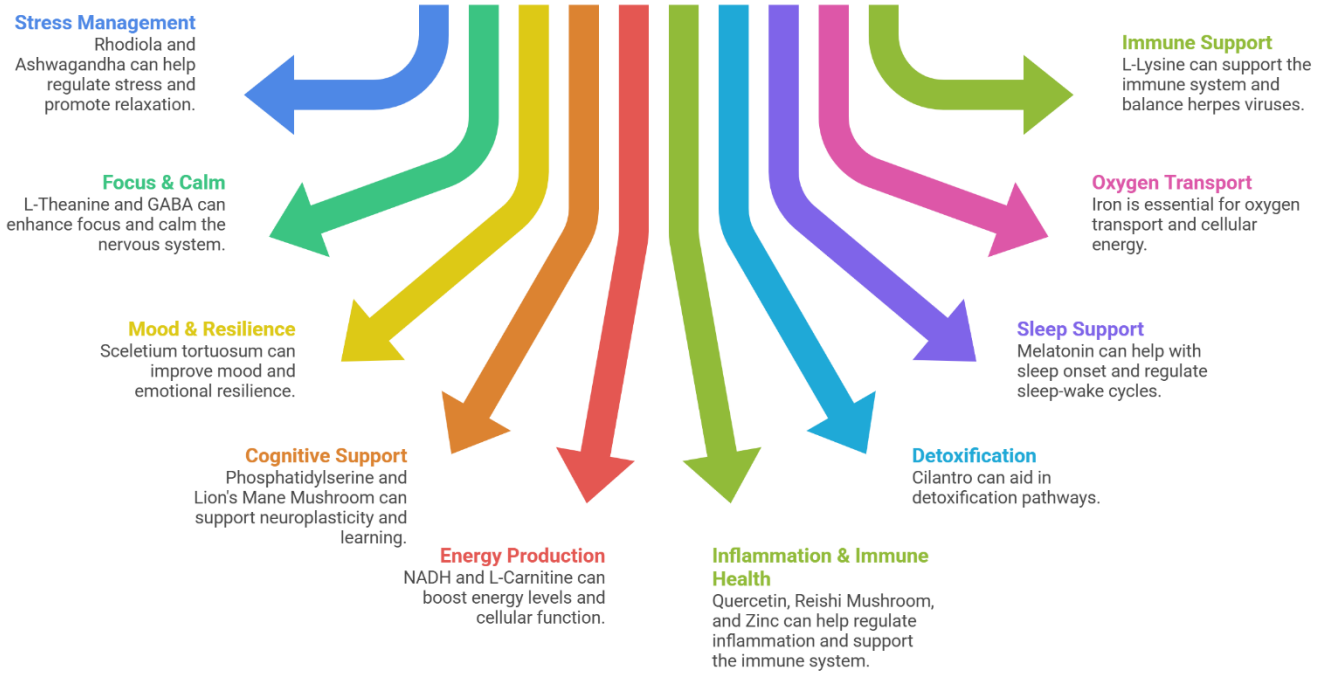 Stress Management
Rhodiola and
Ashwagandha can help
regulate stress and
promote relaxation.
Focus & Calm
L-Theanine and GABA can
enhance focus and calm the
nervous system.
Mood & Resilience
Sceletium tortuosum can
improve mood and
emotional resilience.
Cognitive Support
Phosphatidylserine and
Lion's Mane Mushroom can
support neuroplasticity and
learning.
Energy Production
NADH and L-Carnitine can
boost energy levels and
cellular function.
Inflammation & Immune
Health
Quercetin, Reishi Mushroom,
and Zinc can help regulate
inflammation and support
the immune system.
Detoxification
Cilantro can aid in
detoxification pathways.
Sleep Support
Melatonin can help with
sleep onset and regulate
sleep-wake cycles.
Oxygen Transport
Iron is essential for oxygen
transport and cellular
energy.
Immune Support
L-Lysine can support the
immune system and
balance herpes viruses.